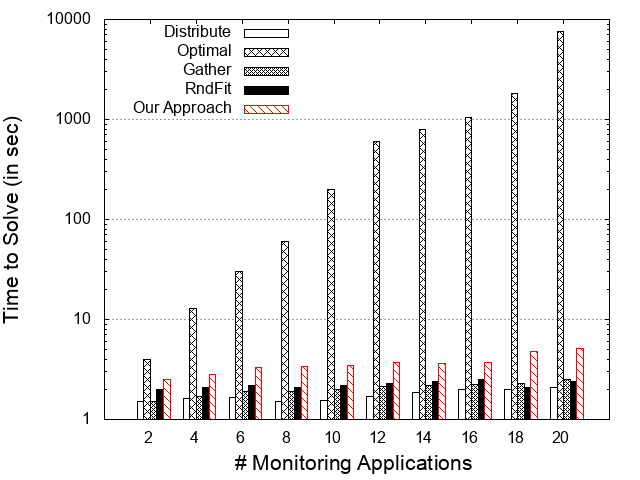 10000
1000
100
10
1
Time to Solve (in sec)
Distribute
Optimal
Gather
RndFit
Our Approach
2 4 6 8 10 12 14 16 18 20
# Monitoring Applications